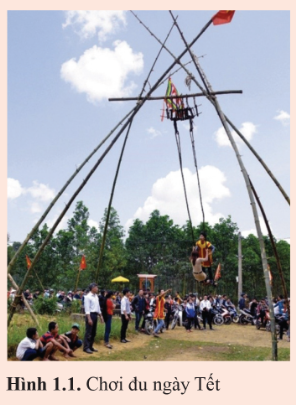 Hình 1.1. Chơi đu ngày Tết